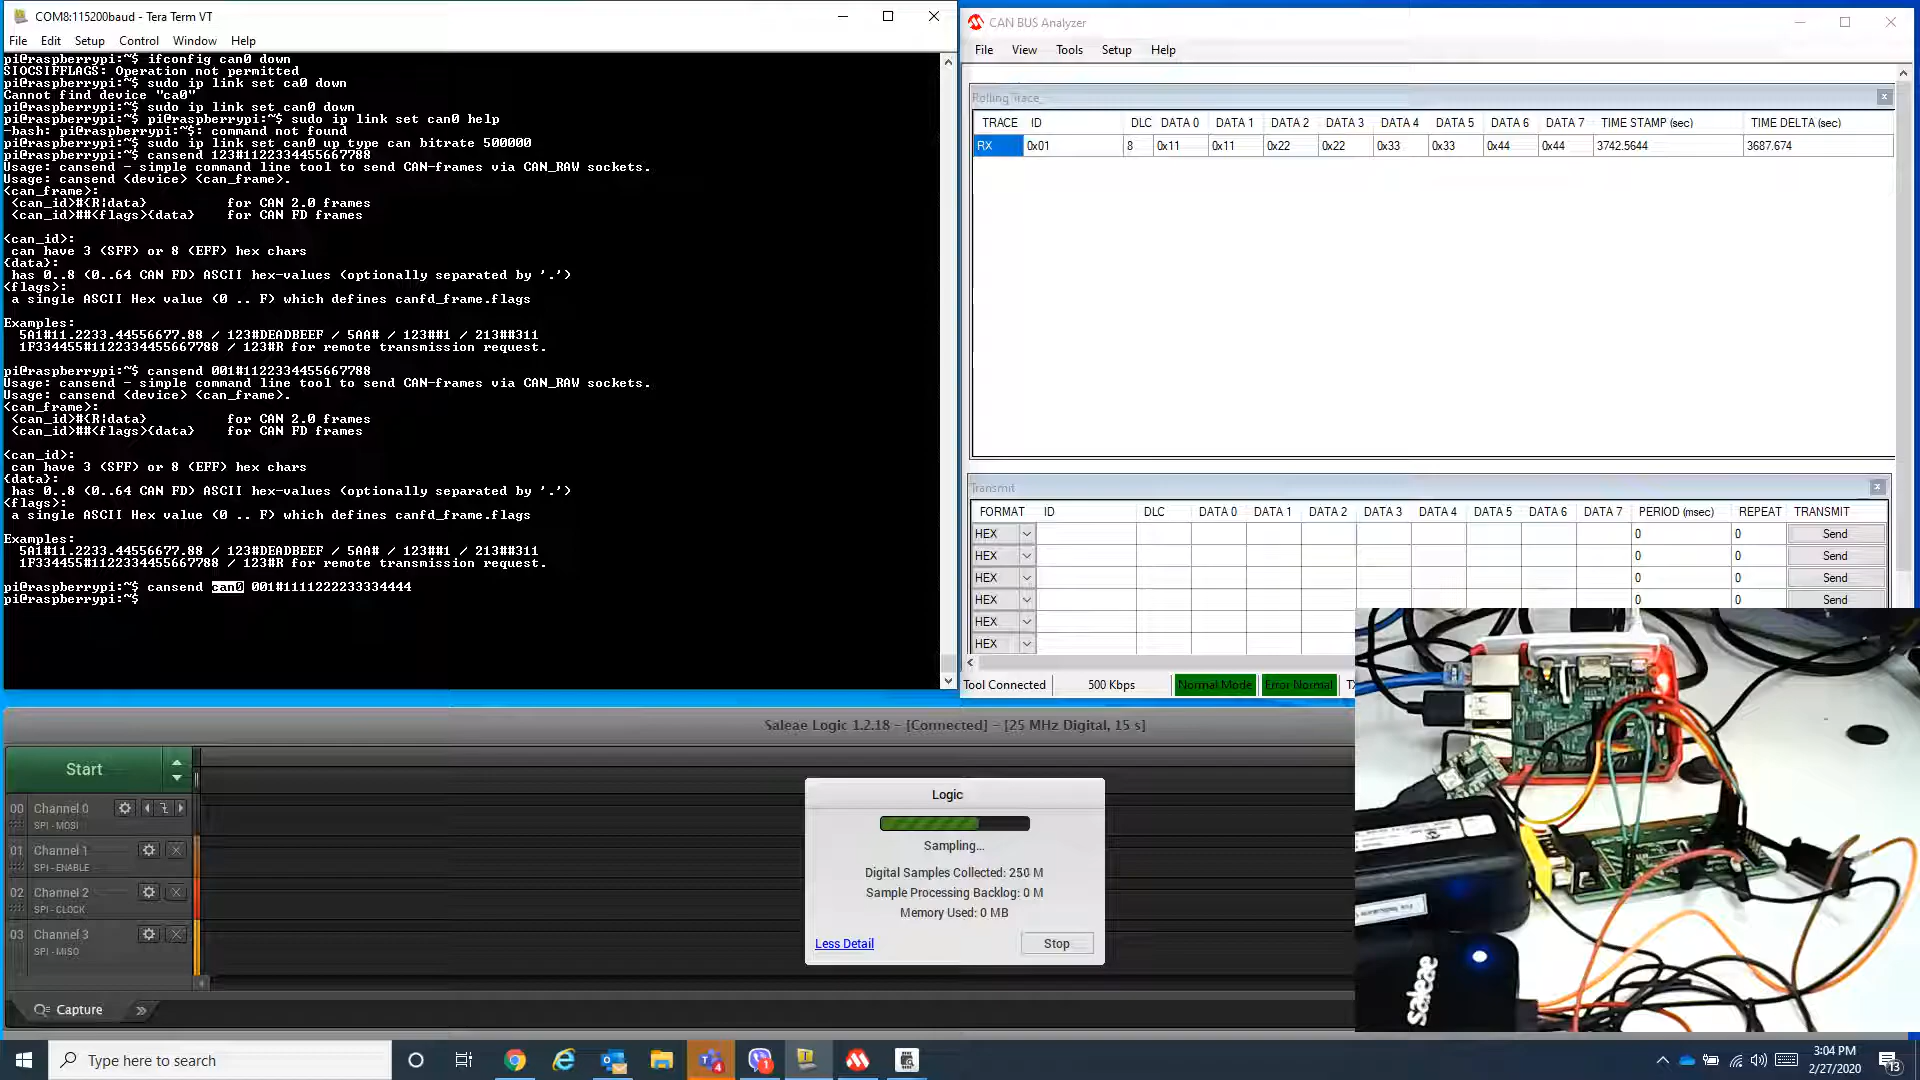 COM8:115200baud - Tera Term VT
File Edit Setup Control Window Help
pi@raspberrypi:~$ ifconfig can0 down
SIOCSIFFLAGS: Operation not permitted
pi@raspberrypi:~$ sudo ip link set ca0 down
Cannot find device "ca0"
pi@raspberrypi:~$ sudo ip link set can0 down
pi@raspberrypi:~$ pi@raspberrypi:~$ sudo ip link set can0 help
-bash: pi@raspberrypi:~$: command not found
pi@raspberrypi:~$ sudo ip link set can0 up type can bitrate 500000
pi@raspberrypi:~$ cansend 123#1122334455667788
Usage: cansend - simple command line tool to send CAN-frames via CAN_RAW sockets.
Usage: cansend <device> <can_frame>.
<can_frame>:
<can_id>#{R|data} for CAN 2.0 frames
<can_id>##<flags>{data} for CAN FD frames
<can_id>:
can have 3 (SFF) or 8 (EFF) hex chars
{data}:
has 0..8 (0..64 CAN FD) ASCII hex-values (optionally separated by '.')
<flags>:
a single ASCII Hex value (0 .. F) which defines canfd_frame.flags
Examples:
5A1#11.2233.44556677.88 / 123#DEADBEEF / 5AA# / 123##1 / 213##311
1F334455#1122334455667788 / 123#R for remote transmission request.
pi@raspberrypi:~$ cansend 001#1122334455667788
Usage: cansend - simple command line tool to send CAN-frames via CAN_RAW sockets.
Usage: cansend <device> <can_frame>.
<can_frame>:
<can_id>#{R|data} for CAN 2.0 frames
<can_id>##<flags>{data} for CAN FD frames
<can_id>:
can have 3 (SFF) or 8 (EFF) hex chars
{data}:
has 0..8 (0..64 CAN FD) ASCII hex-values (optionally separated by '.')
<flags>:
a single ASCII Hex value (0 .. F) which defines canfd_frame.flags
Examples:
5A1#11.2233.44556677.88 / 123#DEADBEEF / 5AA# / 123##1 / 213##311
1F334455#1122334455667788 / 123#R for remote transmission request.
pi@raspberrypi:~$ cansend can0 001#1111222233334444
pi@raspberrypi:~$
CAN BUS Analyzer
File View Tools Setup Help
Rolling Trace
TRACE ID DLC DATA 0 DATA 1 DATA 2 DATA 3 DATA 4 DATA 5 DATA 6 DATA 7 TIME STAMP (sec) TIME DELTA (sec)
RX 0x01 8 0x11 0x11 0x22 0x22 0x33 0x33 0x44 0x44 3742.5644 3687.674
Transmit
FORMAT ID DLC DATA 0 DATA 1 DATA 2 DATA 3 DATA 4 DATA 5 DATA 6 DATA 7 PERIOD (msec) REPEAT TRANSMIT
HEX 0 0 Send
HEX 0 0 Send
HEX 0 0 Send
HEX 0 0 Send
HEX
HEX
Tool Connected 500 Kbps Normal Mode Error Normal
Saleae Logic 1.2.18 - [Connected] - [25 MHz Digital, 15 s]
Start
00 Channel 0
SPI - MOSI
01 Channel 1
SPI - ENABLE
02 Channel 2
SPI - CLOCK
03 Channel 3
SPI - MISO
Capture
Logic
Sampling...
Digital Samples Collected: 250 M
Sample Processing Backlog: 0 M
Memory Used: 0 MB
Less Detail Stop
saleae
Type here to search
4
1
3:04 PM
2/27/2020
13